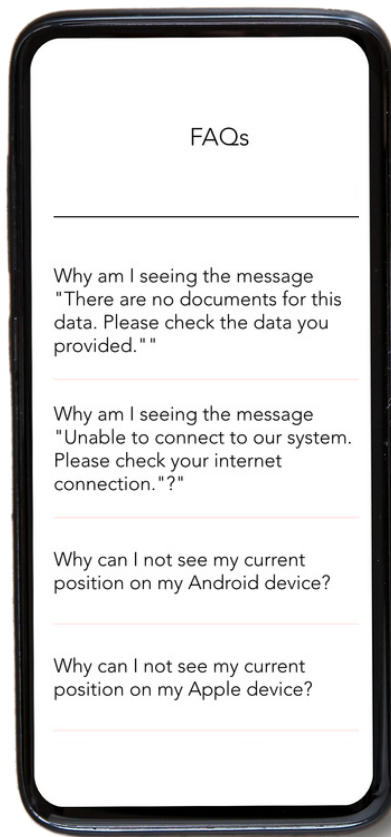 FAQs
Why am I seeing the message
"There are no documents for this
data. Please check the data you
provided.""
Why am I seeing the message
"Unable to connect to our system.
Please check your internet
connection."?"
Why can I not see my current
position on my Android device?
Why can I not see my current
position on my Apple device?